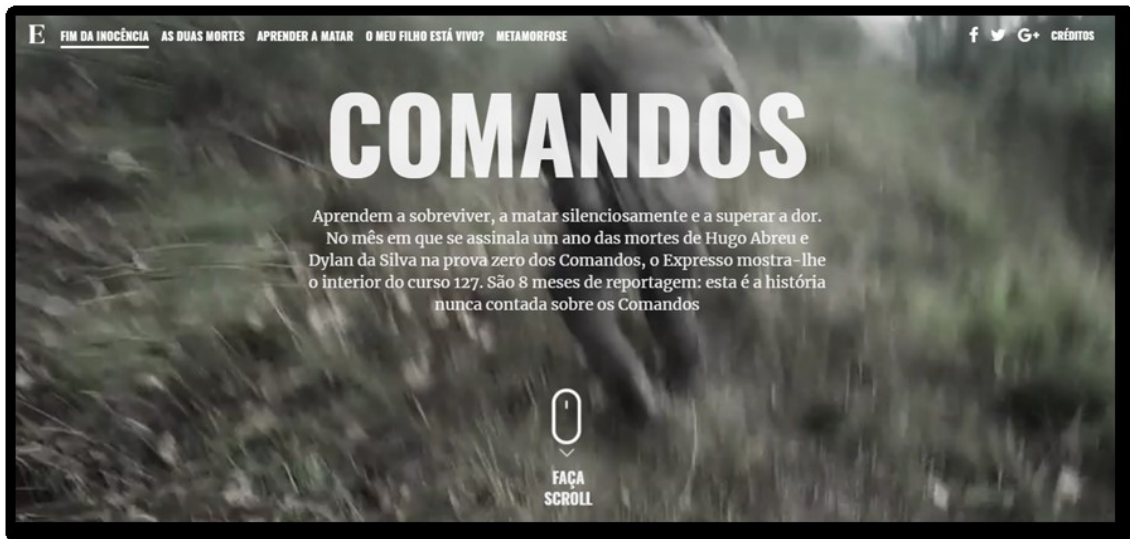 E FIM DA INOCÊNCIA AS DUAS MORTES APRENDER A MATAR O MEU FILHO ESTÁ VIVO? METAMORFOSE f G+ CRÉDITOS
COMANDOS
Aprendem a sobreviver, a matar silenciosamente e a superar a dor.
No mês em que se assinala um ano das mortes de Hugo Abreu e
Dylan da Silva na prova zero dos Comandos, o Expresso mostra-lhe
o interior do curso 127. São 8 meses de reportagem: esta é a história
nunca contada sobre os Comandos
FAÇA
SCROLL